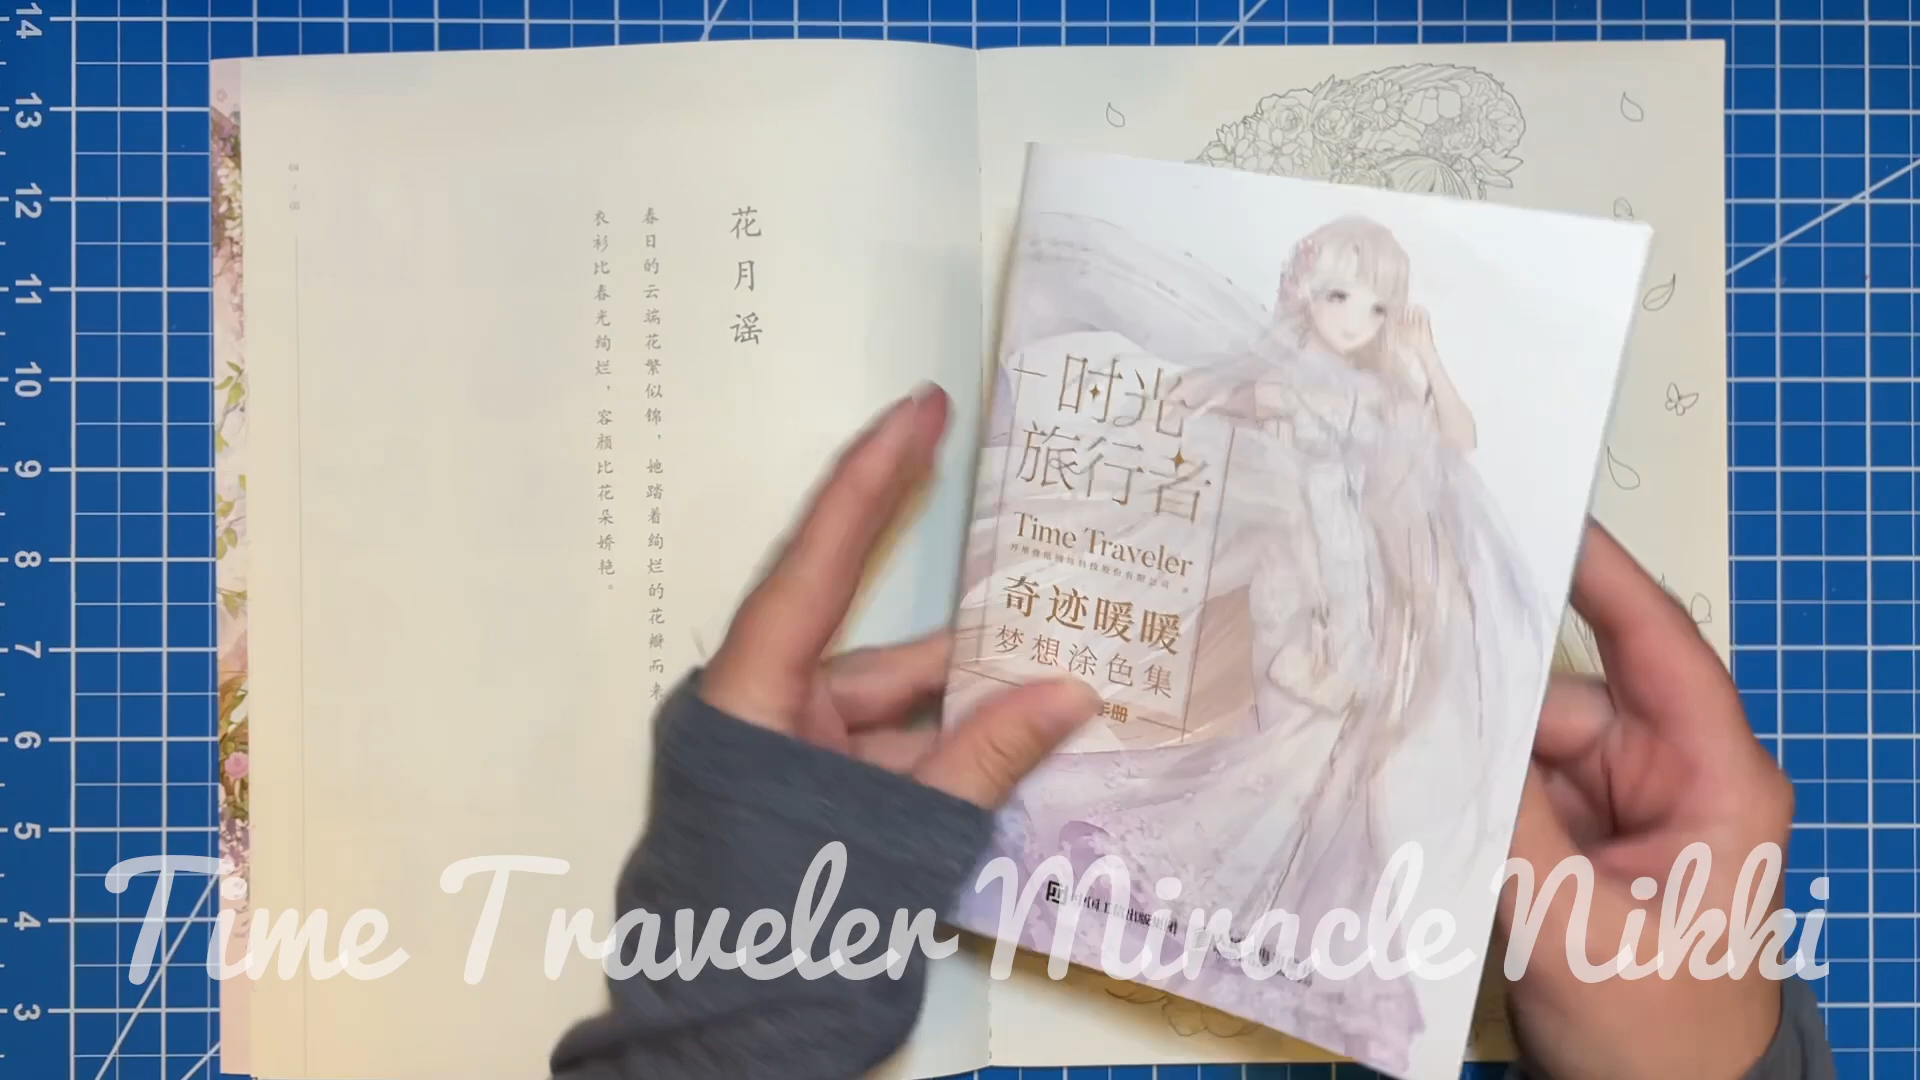 14
13
12
11
10
9
8
7
6
5
4
3
花月谣
春日的云端花繁似锦，她踏着绚烂的花瓣而来
衣衫比春光绚烂，容颜比花朵娇艳。
时光
旅行者
Time Traveler
奇迹暖暖
梦想涂色集
手册
Time Traveler Miracle Nikki